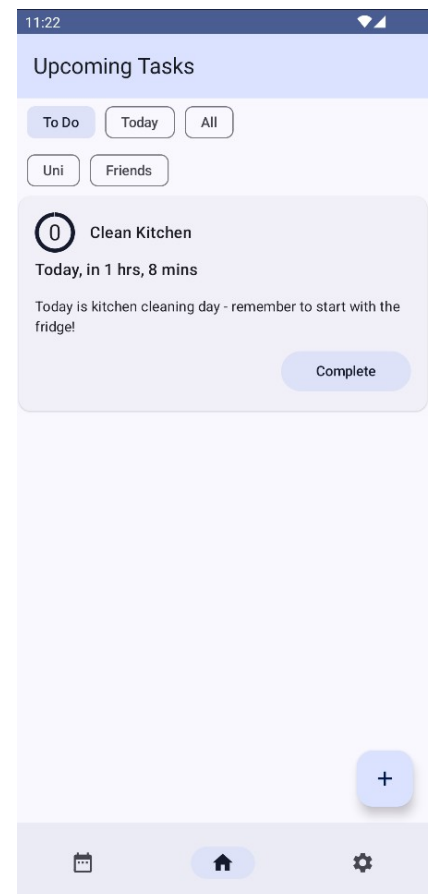 11:22
Upcoming Tasks
To Do Today All
Uni Friends
0 Clean Kitchen
Today, in 1 hrs, 8 mins
Today is kitchen cleaning day - remember to start with the
fridge!
Complete
+